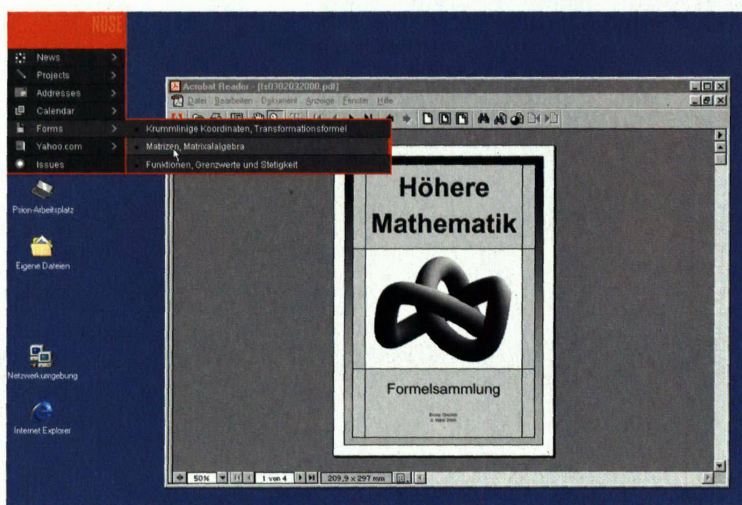 NOSE
News
Projects
Addresses
Calendar
Forms
Yahoo.com
Issues
Krummlinige Koordinaten, Transformationsformel
Matrizen, Matrixalalgebra
Funktionen, Grenzwerte und Stetigkeit
Acrobat Reader - [fs0302032000.pdf]
Datei Bearbeiten Dokument Anzeige Fenster Hilfe
Psion-Arbeitsplatz
Eigene Dateien
Netzwerkumgebung
Internet Explorer
Höhere
Mathematik
Formelsammlung
50%
1 von 4
209,9 x 297 mm